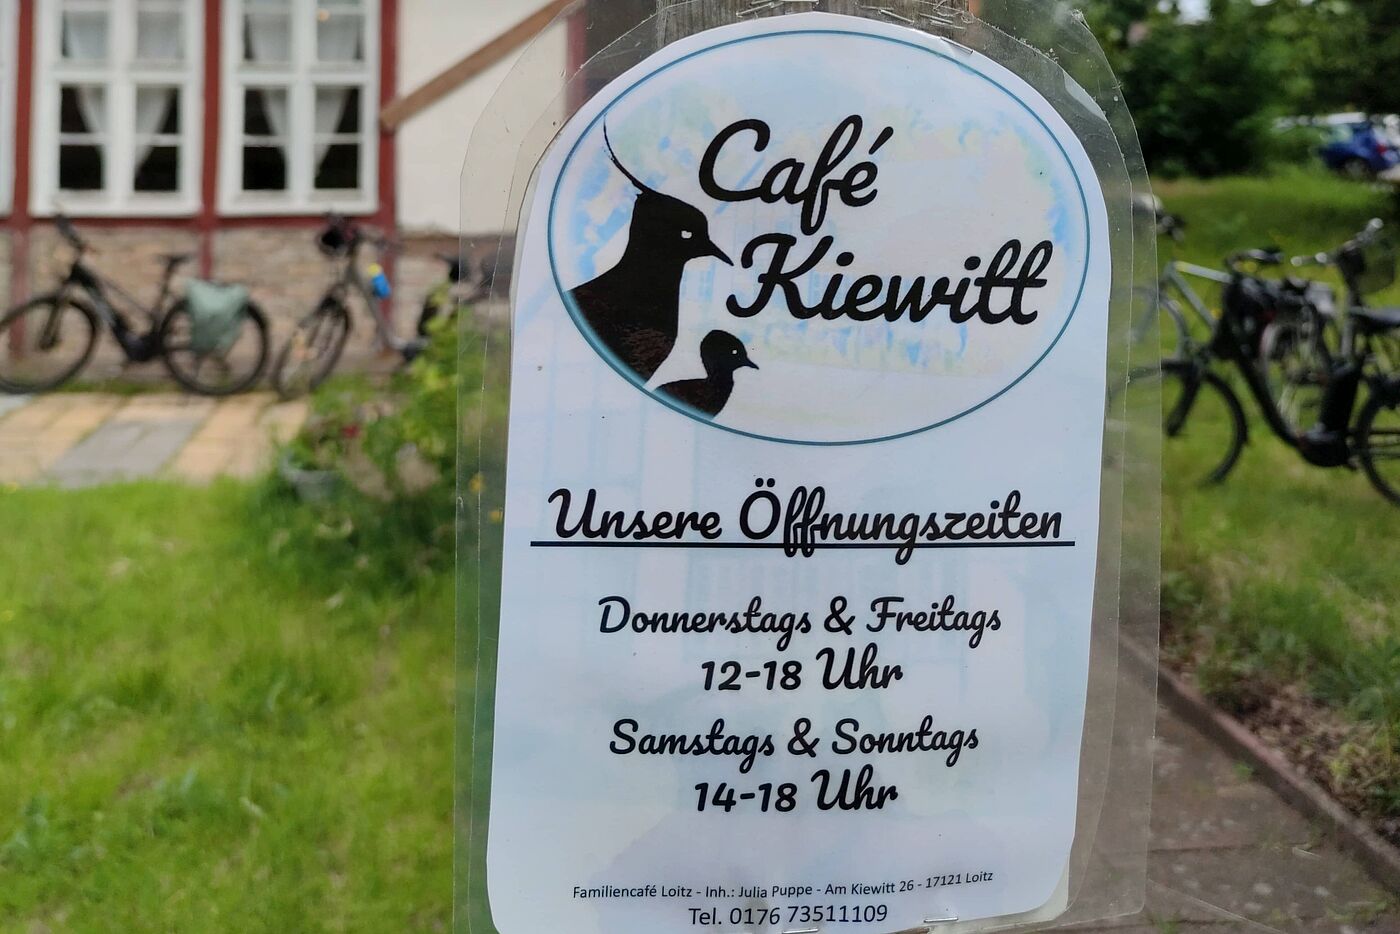 Café
Kiewitt
Unsere Öffnungszeiten
Donnerstags & Freitags
12-18 Uhr
Samstags & Sonntags
14-18 Uhr
Familiencafé Loitz - Inh.: Julia Puppe - Am Kiewitt 26 - 17121 Loitz
Tel. 0176 73511109